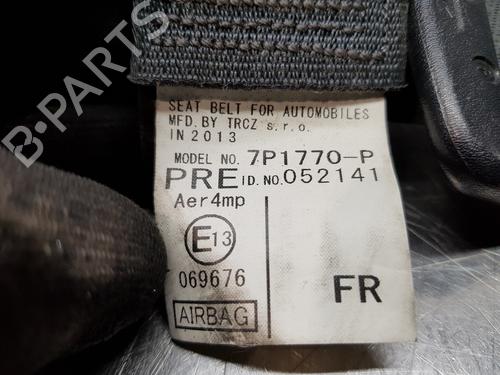 SEAT BELT FOR AUTOMOBILES
MFD. BY TRCZ s.r.o.
IN 2013
MODEL NO. 7P1770-P
PRE ID.NO.052141
Aer4mp
E13
069676
FR
AIRBAG
B-PARTS